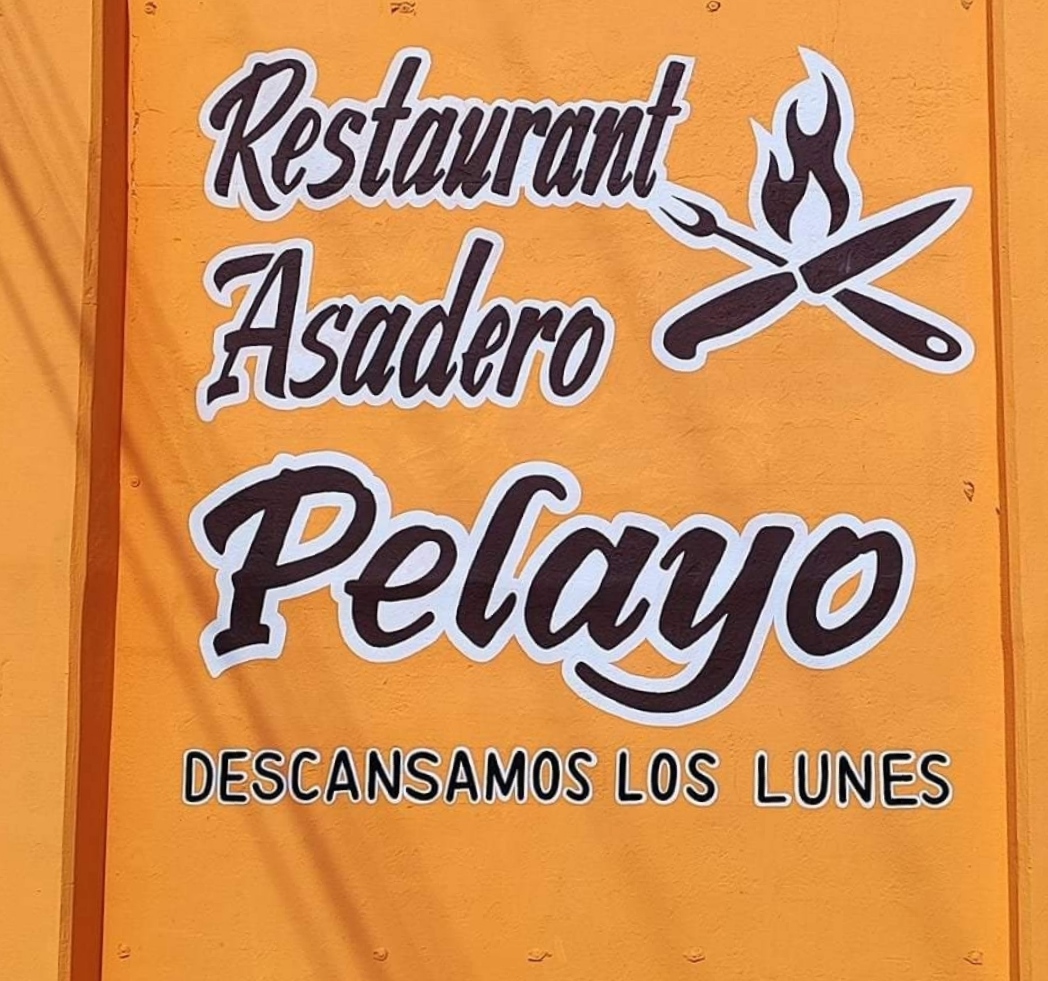 Restaurant
Asadero
Pelayo
DESCANSAMOS LOS LUNES